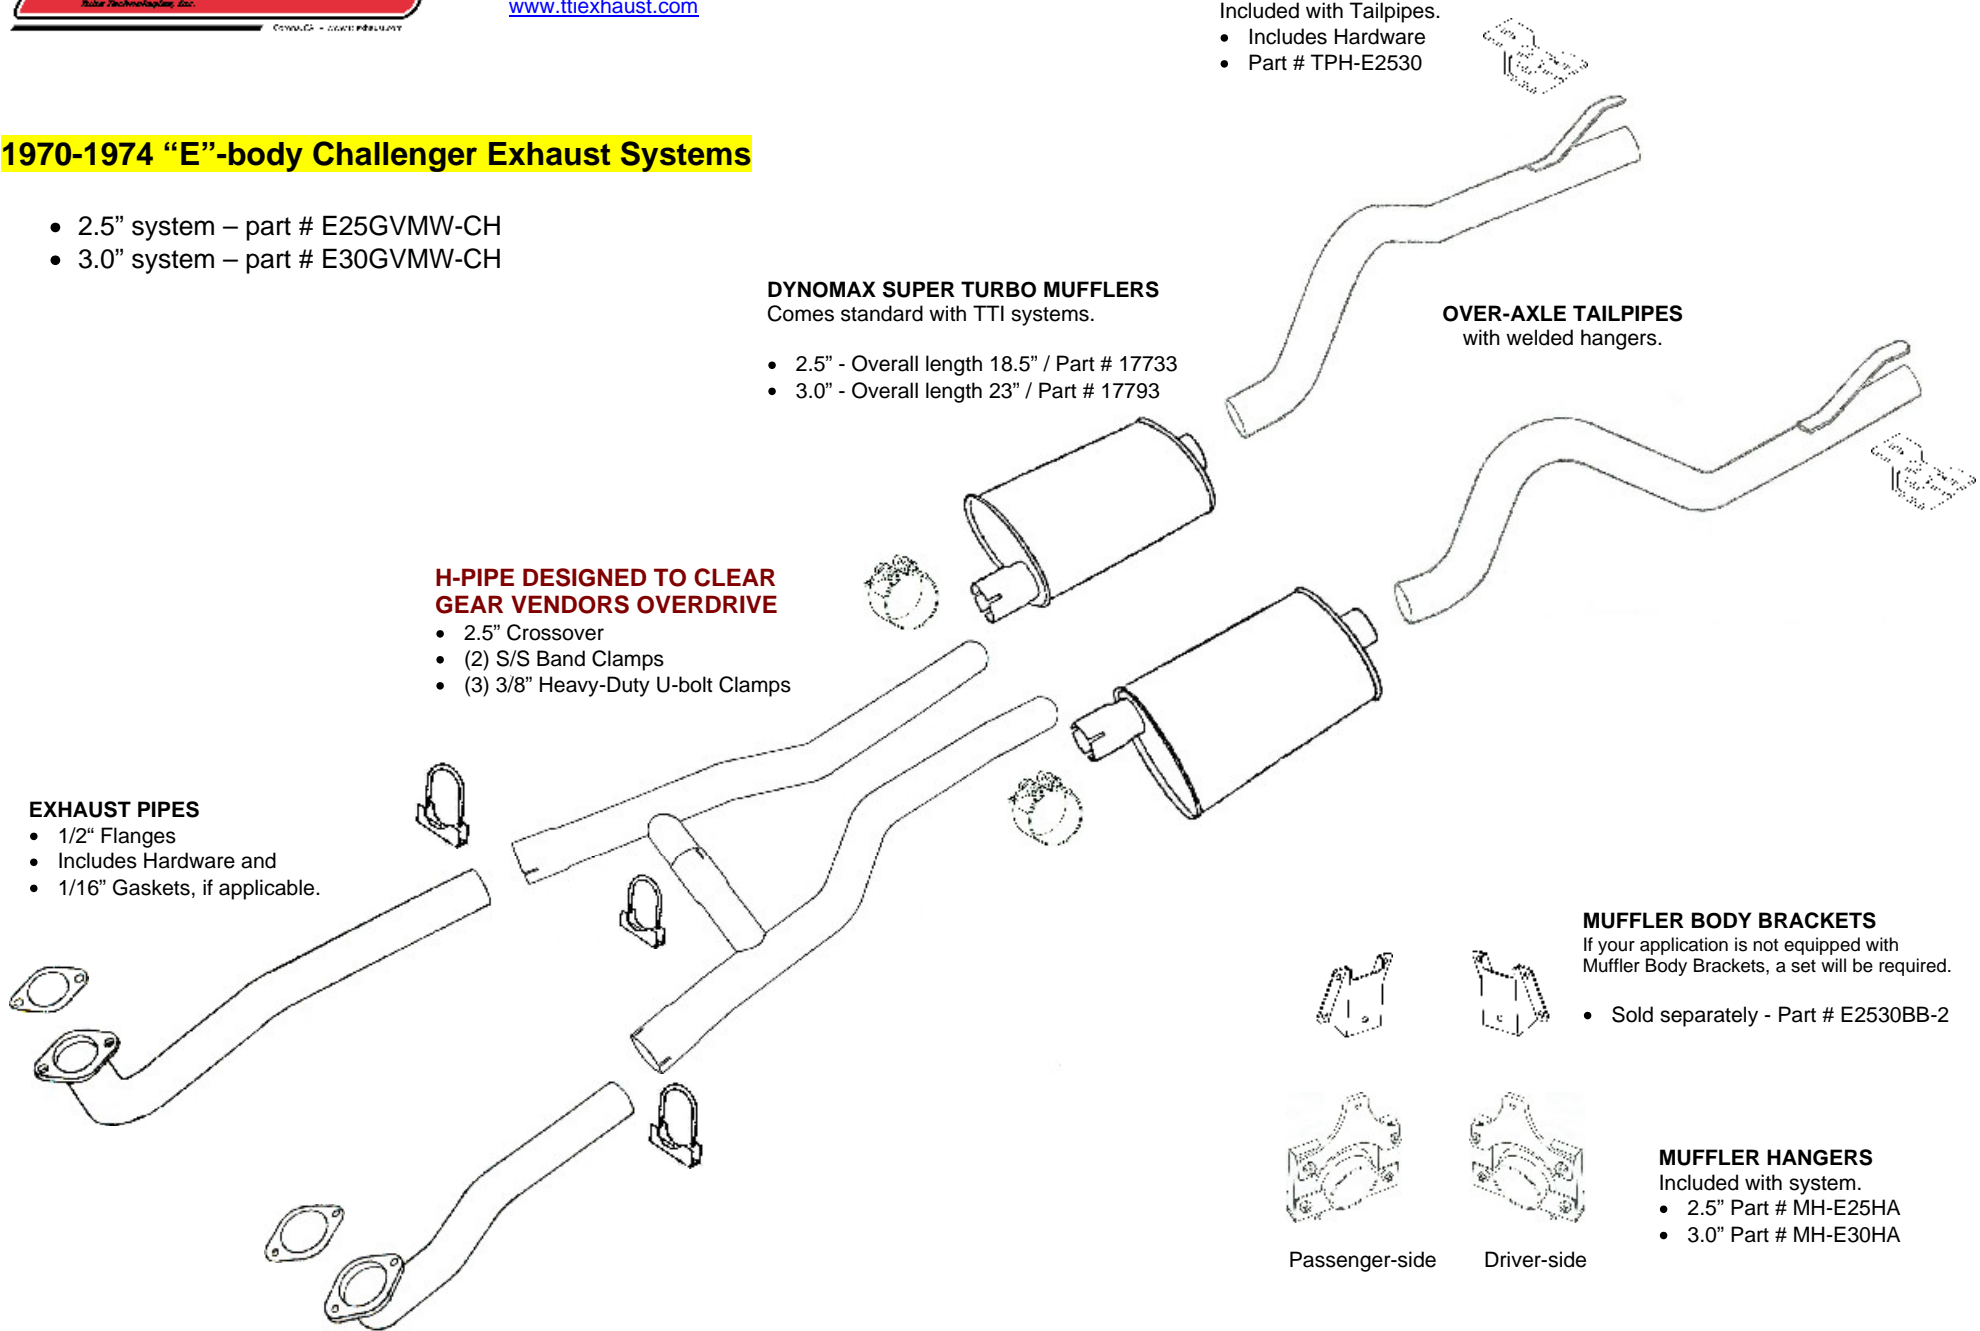 Tube Technologies, Inc.
www.ttiexhaust.com
Included with Tailpipes.
• Includes Hardware
• Part # TPH-E2530
1970-1974 “E”-body Challenger Exhaust Systems
• 2.5” system – part # E25GVMW-CH
• 3.0” system – part # E30GVMW-CH
DYNOMAX SUPER TURBO MUFFLERS
Comes standard with TTI systems.
• 2.5” - Overall length 18.5” / Part # 17733
• 3.0” - Overall length 23” / Part # 17793
OVER-AXLE TAILPIPES
with welded hangers.
H-PIPE DESIGNED TO CLEAR
GEAR VENDORS OVERDRIVE
• 2.5” Crossover
• (2) S/S Band Clamps
• (3) 3/8” Heavy-Duty U-bolt Clamps
EXHAUST PIPES
• 1/2“ Flanges
• Includes Hardware and
• 1/16” Gaskets, if applicable.
MUFFLER BODY BRACKETS
If your application is not equipped with
Muffler Body Brackets, a set will be required.
• Sold separately - Part # E2530BB-2
MUFFLER HANGERS
Included with system.
• 2.5” Part # MH-E25HA
• 3.0” Part # MH-E30HA
Passenger-side
Driver-side